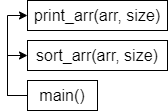 print_arr(arr, size)
sort_arr(arr, size)
main()